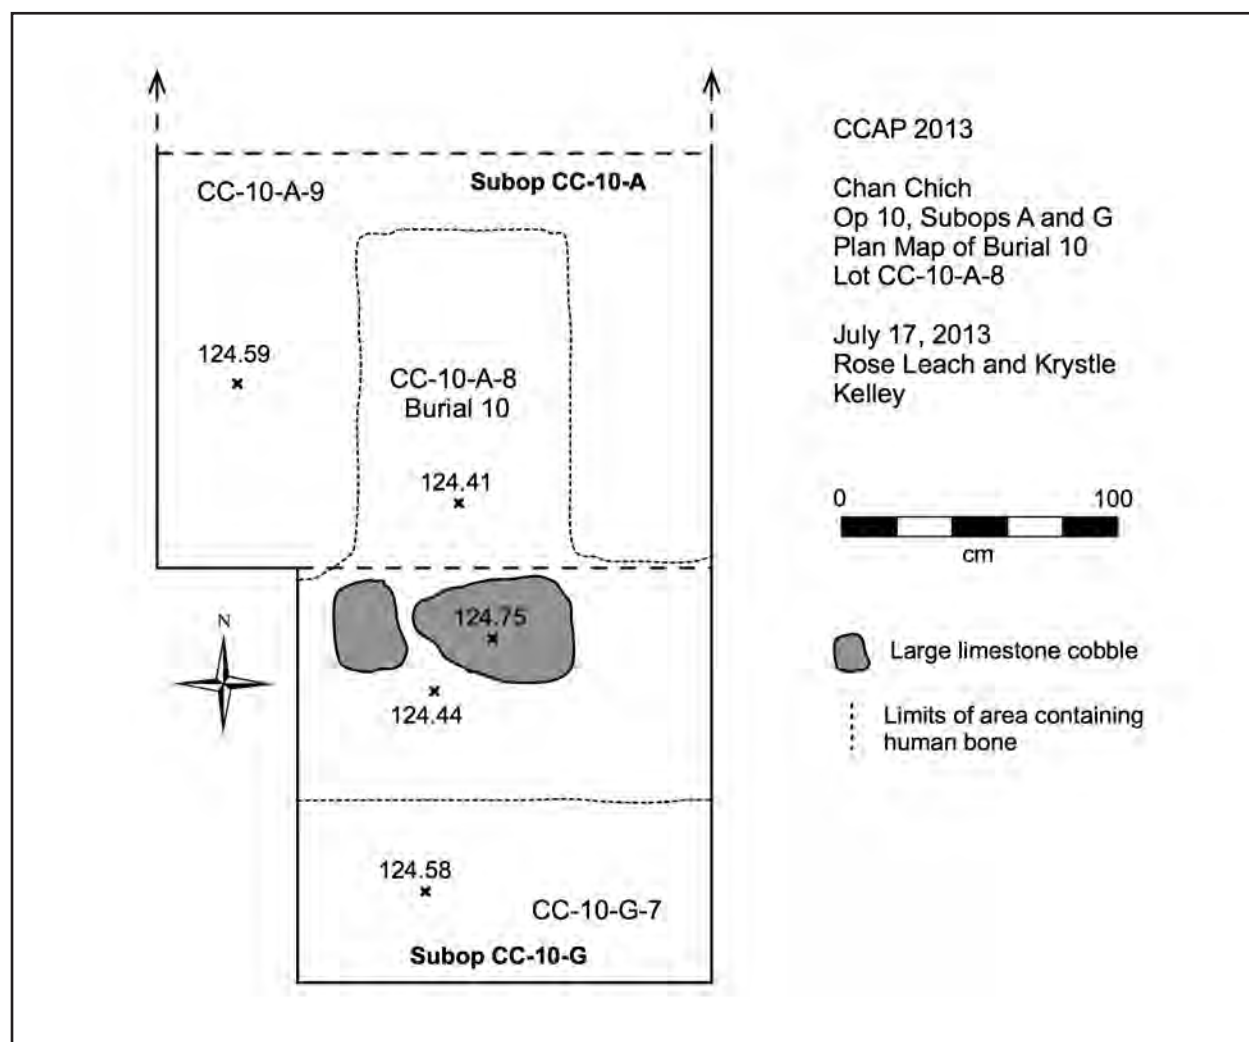 CC-10-A-9
Subop CC-10-A
124.59
CC-10-A-8
Burial 10
124.41
124.75
N
124.44
124.58
CC-10-G-7
Subop CC-10-G
CCAP 2013
Chan Chich
Op 10, Subops A and G
Plan Map of Burial 10
Lot CC-10-A-8
July 17, 2013
Rose Leach and Krystle
Kelley
0 100
cm
Large limestone cobble
Limits of area containing
human bone